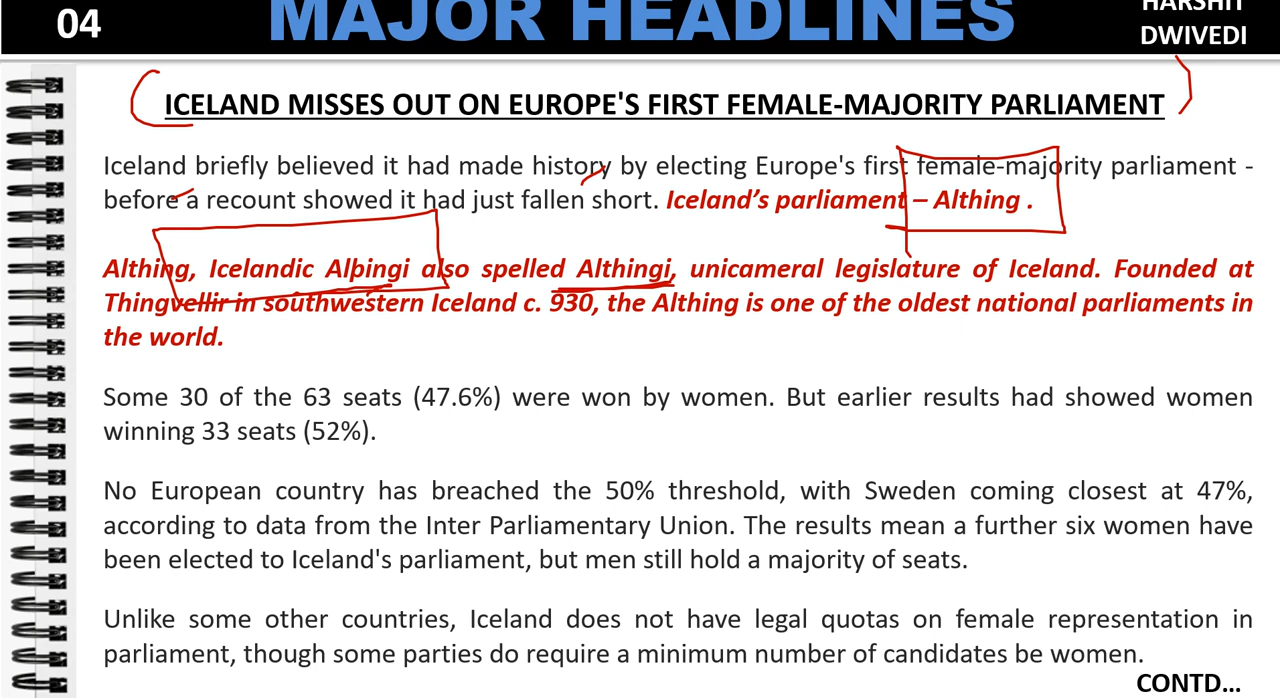 04
MAJOR HEADLINES
HARSHIT
DWIVEDI
ICELAND MISSES OUT ON EUROPE'S FIRST FEMALE-MAJORITY PARLIAMENT
Iceland briefly believed it had made history by electing Europe's first female-majority parliament -
before a recount showed it had just fallen short. Iceland’s parliament – Althing .
Althing, Icelandic Alþingi also spelled Althingi, unicameral legislature of Iceland. Founded at
Thingvellir in southwestern Iceland c. 930, the Althing is one of the oldest national parliaments in
the world.
Some 30 of the 63 seats (47.6%) were won by women. But earlier results had showed women
winning 33 seats (52%).
No European country has breached the 50% threshold, with Sweden coming closest at 47%,
according to data from the Inter Parliamentary Union. The results mean a further six women have
been elected to Iceland's parliament, but men still hold a majority of seats.
Unlike some other countries, Iceland does not have legal quotas on female representation in
parliament, though some parties do require a minimum number of candidates be women.
CONTD...